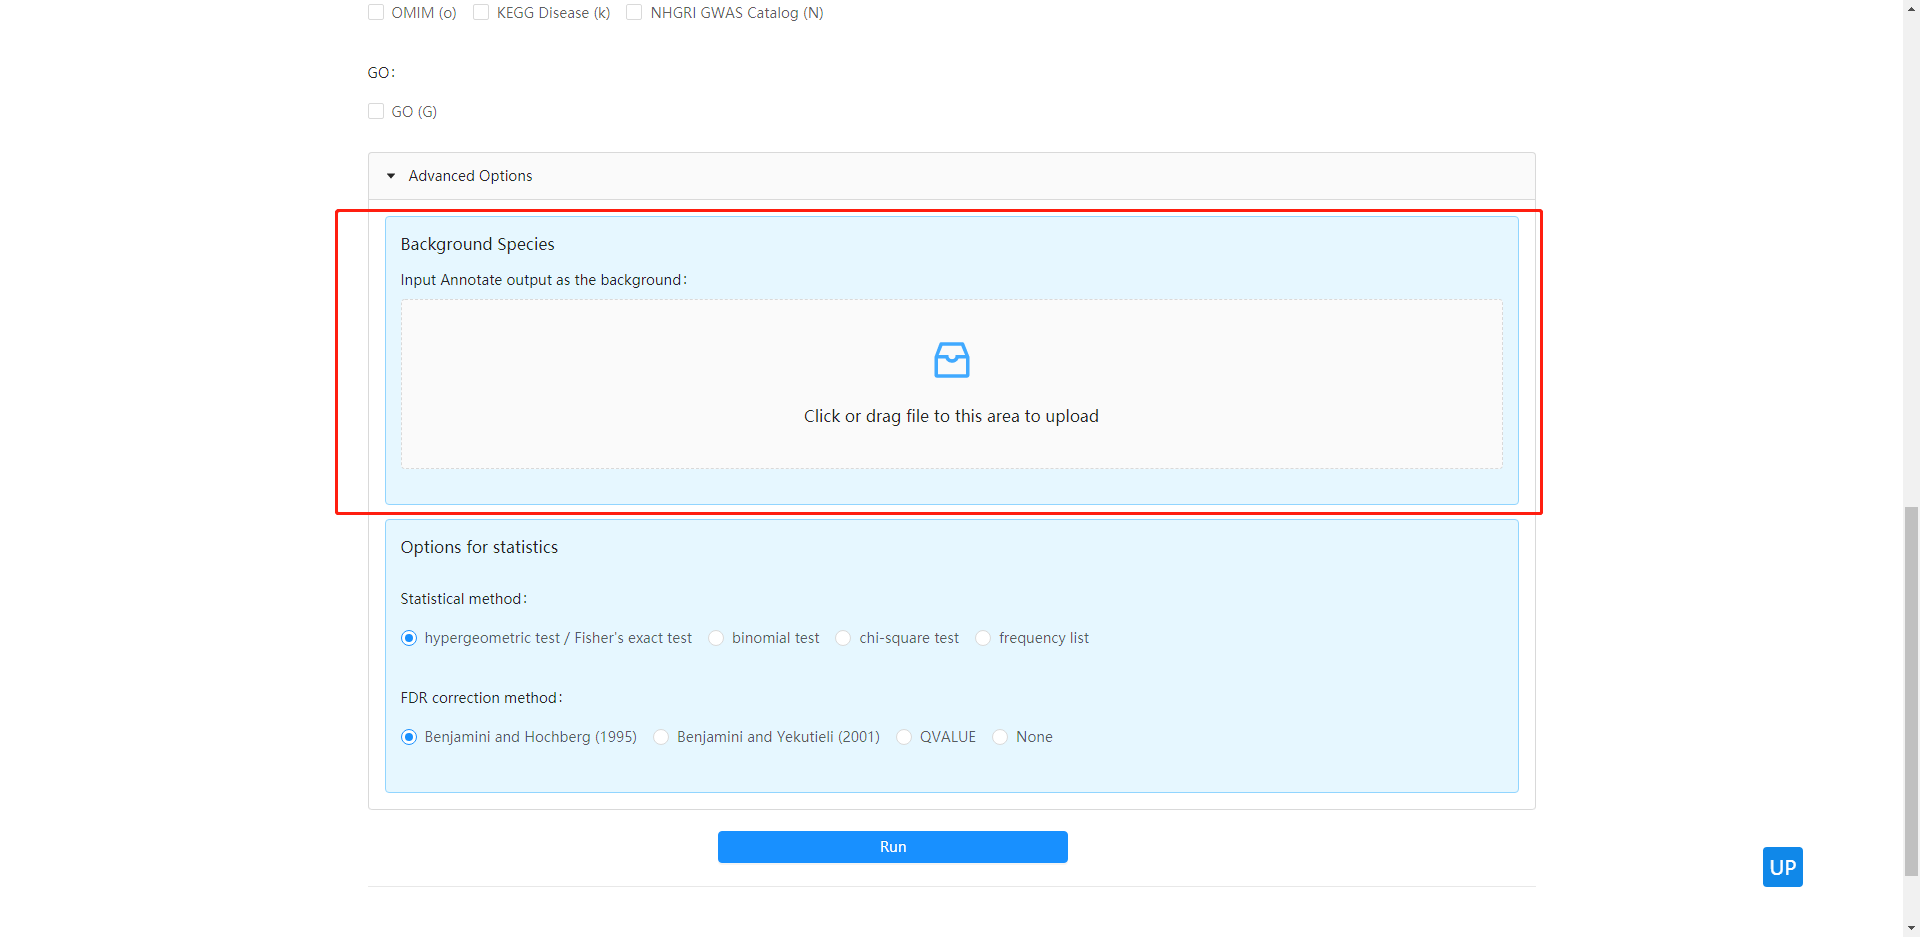 OMIM (o) KEGG Disease (k) NHGRI GWAS Catalog (N)
GO:
GO (G)
Advanced Options
Background Species
Input Annotate output as the background:
Click or drag file to this area to upload
Options for statistics
Statistical method:
hypergeometric test / Fisher's exact test binomial test chi-square test frequency list
FDR correction method:
Benjamini and Hochberg (1995) Benjamini and Yekutieli (2001) QVALUE None
Run
UP